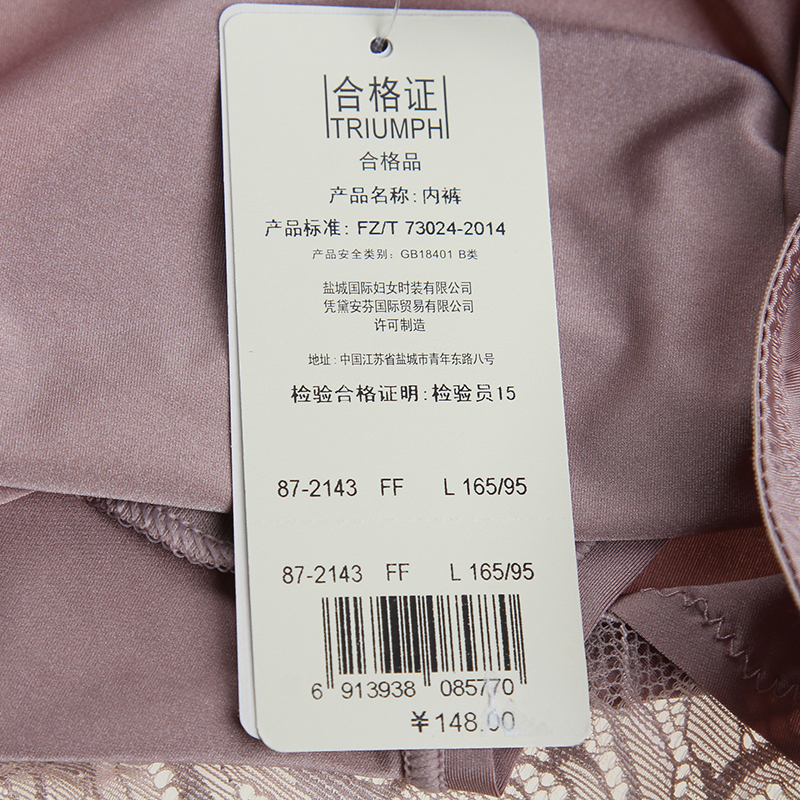 合格证
TRIUMPH
合格品
产品名称:内裤
产品标准: FZ/T 73024-2014
产品安全类别: GB18401 B类
盐城国际妇女时装有限公司
凭黛安芬国际贸易有限公司
许可制造
地址:中国江苏省盐城市青年东路八号
检验合格证明:检验员15
87-2143 FF L 165/95
87-2143 FF L 165/95
6 913938 085770
¥148.00